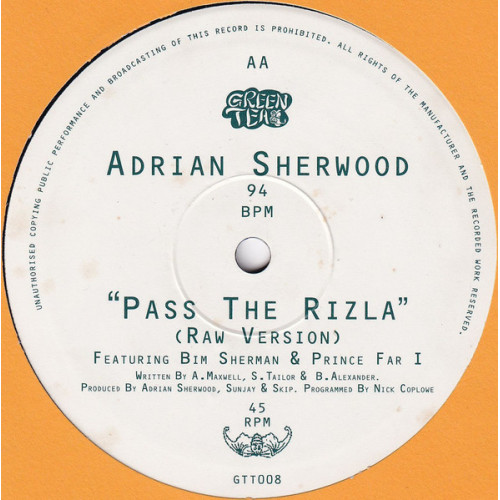 UNAUTHORISED COPYING PUBLIC PERFORMANCE AND BROADCASTING OF THIS RECORD IS PROHIBITED. ALL RIGHTS OF THE MANUFACTURER AND THE RECORDED WORK RESERVED.
AA
GREEN
TEA
ADRIAN SHERWOOD
94
BPM
"PASS THE RIZLA"
(RAW VERSION)
FEATURING BIM SHERMAN & PRINCE FAR I
WRITTEN BY A.MAXWELL, S.TAILOR & B.ALEXANDER.
PRODUCED BY ADRIAN SHERWOOD, SUNJAY & SKIP. PROGRAMMED BY NICK COPLOWE
45
RPM
GTT008